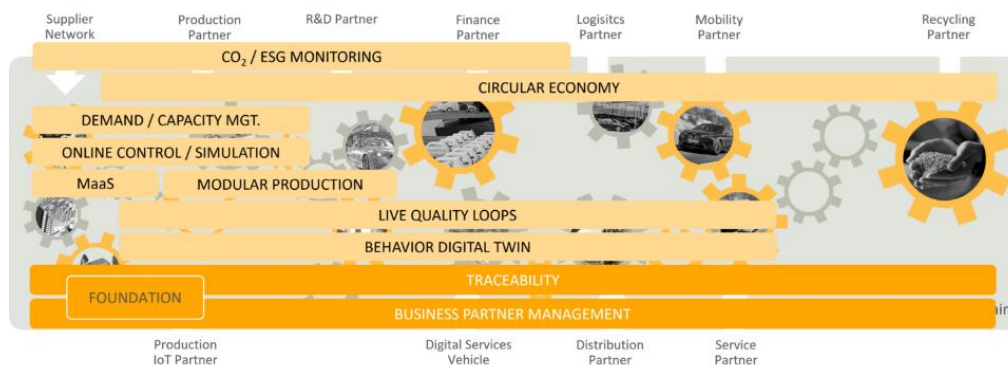 Supplier
Network
Production
Partner
R&D Partner
Finance
Partner
Logisitcs
Partner
Mobility
Partner
Recycling
Partner
CO₂ / ESG MONITORING
CIRCULAR ECONOMY
DEMAND / CAPACITY MGT.
ONLINE CONTROL / SIMULATION
MaaS
MODULAR PRODUCTION
LIVE QUALITY LOOPS
BEHAVIOR DIGITAL TWIN
TRACEABILITY
FOUNDATION
BUSINESS PARTNER MANAGEMENT
Production
IoT Partner
Digital Services
Vehicle
Distribution
Partner
Service
Partner